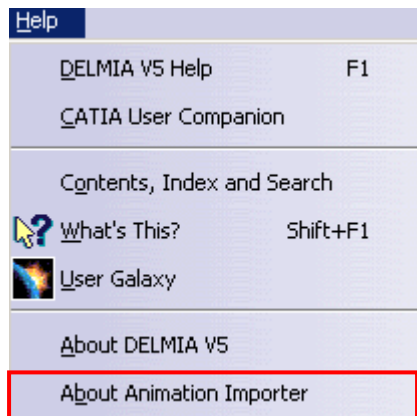 Help
DELMIA V5 Help F1
CATIA User Companion
Contents, Index and Search
What's This? Shift+F1
User Galaxy
About DELMIA V5
About Animation Importer